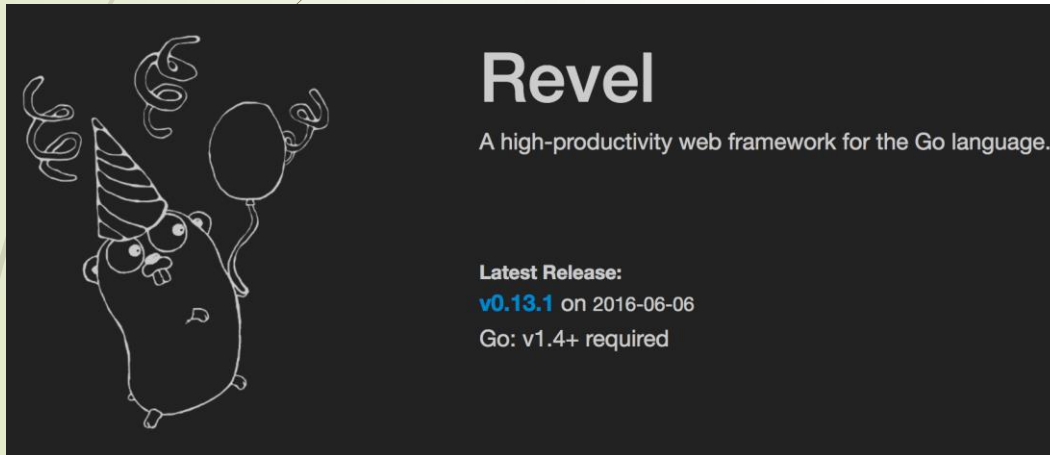 Revel
A high-productivity web framework for the Go language.
Latest Release:
v0.13.1 on 2016-06-06
Go: v1.4+ required